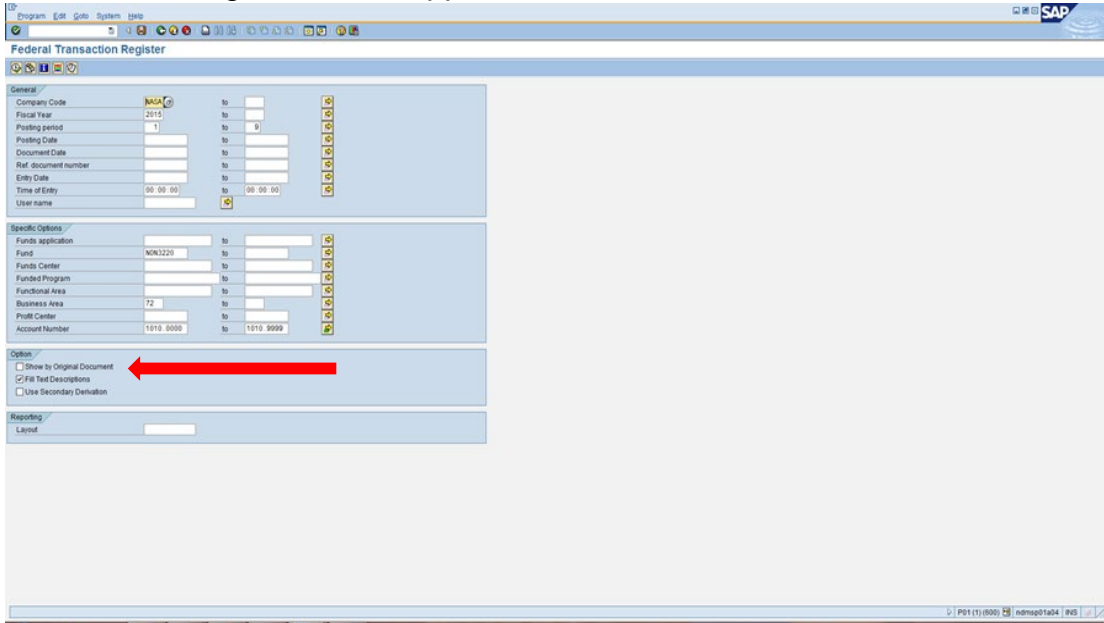 Program Edit Goto System Help
SAP
Federal Transaction Register
General
Company Code NASA to
Fiscal Year 2015 to
Posting period 1 to 9
Posting Date to
Document Date to
Ref. document number to
Entry Date to
Time of Entry 00:00:00 to 00:00:00
User name
Specific Options
Funds application to
Fund NON3220 to
Funds Center to
Funded Program to
Functional Area to
Business Area 72 to
Profit Center to
Account Number 1010.0000 to 1010.9999
Option
Show by Original Document
Fill Text Descriptions
Use Secondary Derivation
Reporting
Layout
P01 (1) (600) ndmsp01a04 INS